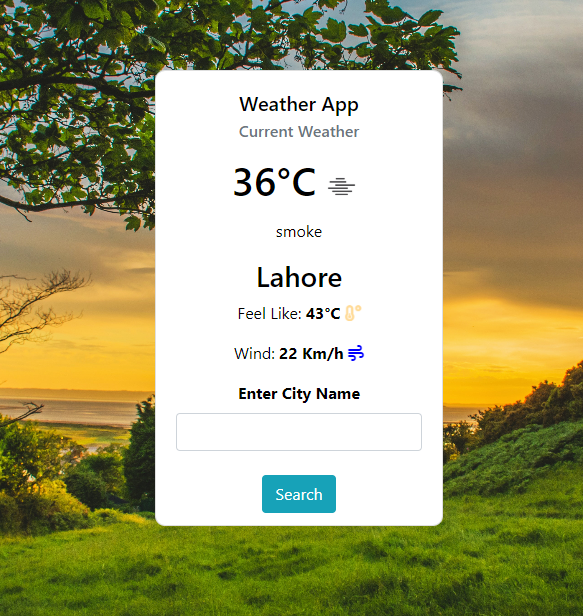 Weather App
Current Weather
36°C
smoke
Lahore
Feel Like: 43°C
Wind: 22 Km/h
Enter City Name
Search